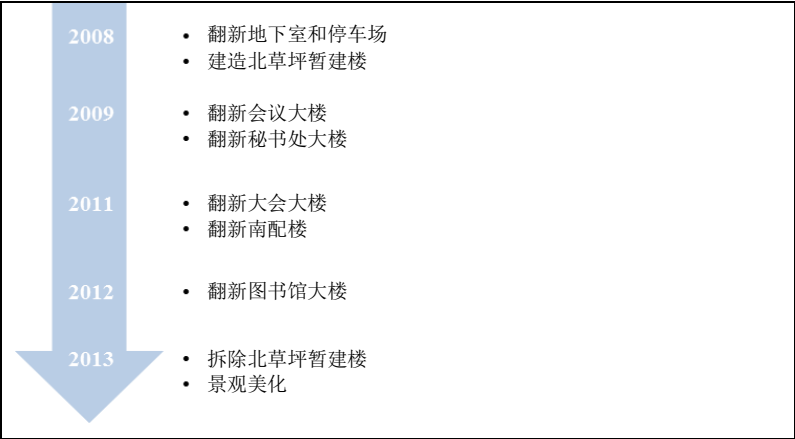 2008
• 翻新地下室和停车场
• 建造北草坪暂建楼
2009
• 翻新会议大楼
• 翻新秘书处大楼
2011
• 翻新大会大楼
• 翻新南配楼
2012
• 翻新图书馆大楼
2013
• 拆除北草坪暂建楼
• 景观美化